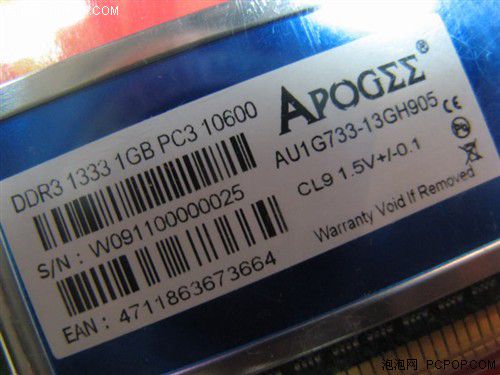 .COM
APOGEE®
DDR3 1333 1GB PC3 10600
AU1G733-13GH905
CL9 1.5V+/-0.1
S/N : W091100000025
Warranty Void If Removed
EAN : 4711863673664
泡泡网 PCPOP.COM